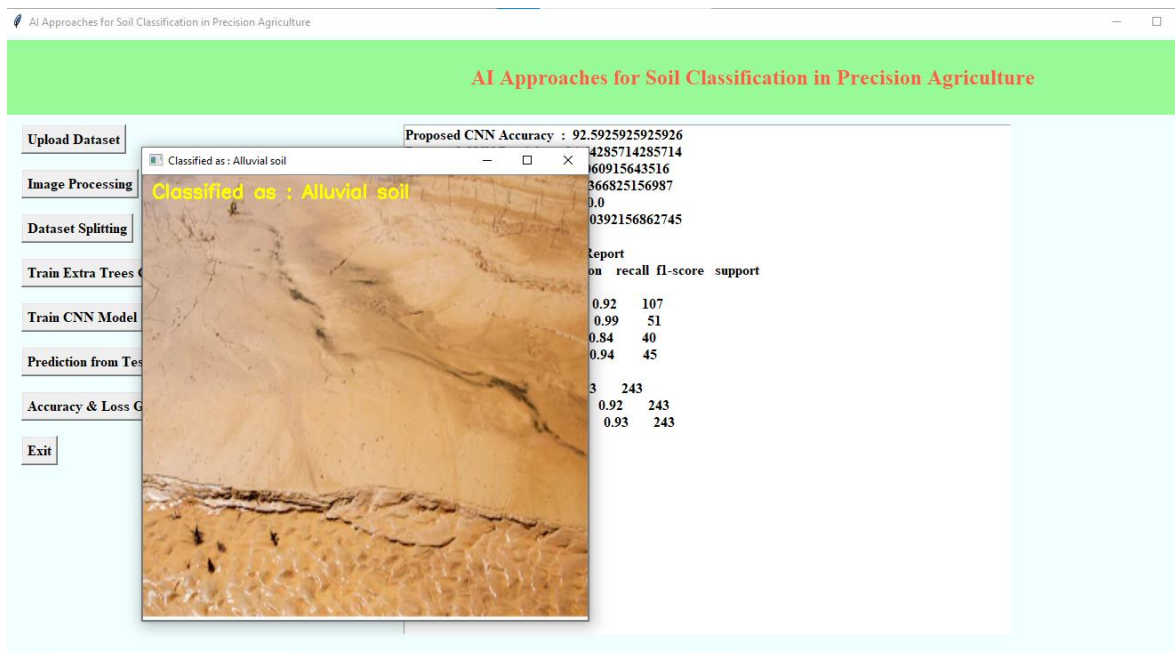 AI Approaches for Soil Classification in Precision Agriculture
AI Approaches for Soil Classification in Precision Agriculture
Upload Dataset
Image Processing
Dataset Splitting
Train Extra Trees
Train CNN Model
Prediction from
Accuracy & Loss
Exit
Classified as : Alluvial soil
Classified as : Alluvial soil
Proposed CNN Accuracy : 92.5925925925926
4285714285714
060915643516
366825156987
0.0
0392156862745
Report
on recall f1-score support
0.92 107
0.99 51
0.84 40
0.94 45
3 243
0.92 243
0.93 243